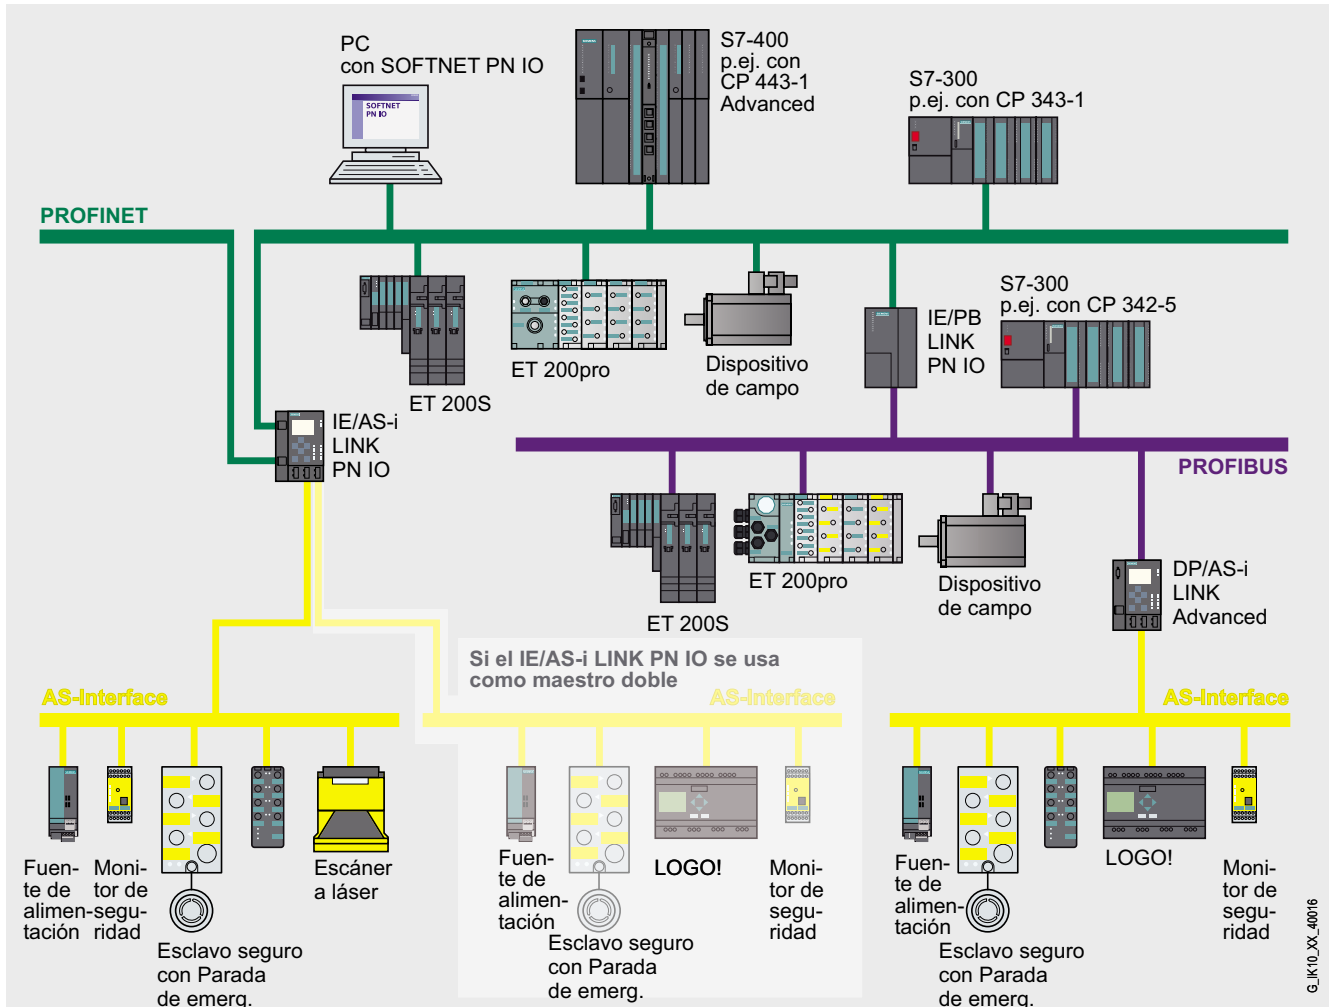 PC
con SOFTNET PN IO
SOFTNET
PN IO
S7-400
p.ej. con
CP 443-1
Advanced
S7-300
p.ej. con CP 343-1
PROFINET
ET 200S
ET 200pro
Dispositivo
de campo
IE/PB
LINK
PN IO
S7-300
p.ej. con CP 342-5
IE/AS-i
LINK
PN IO
PROFIBUS
ET 200S
ET 200pro
Dispositivo
de campo
DP/AS-i
LINK
Advanced
Si el IE/AS-i LINK PN IO se usa
como maestro doble
AS-Interface
AS-Interface
AS-Interface
Fuen-
te de
alimen-
tación
Moni-
tor de
segu-
ridad
Esclavo seguro
con Parada
de emerg.
Escáner
a láser
Fuen-
te de
alimen-
tación
Esclavo seguro
con Parada
de emerg.
LOGO!
Moni-
tor de
segu-
ridad
Fuen-
te de
alimen-
tación
Esclavo seguro
con Parada
de emerg.
LOGO!
Moni-
tor de
segu-
ridad
G_IK10_XX_40016